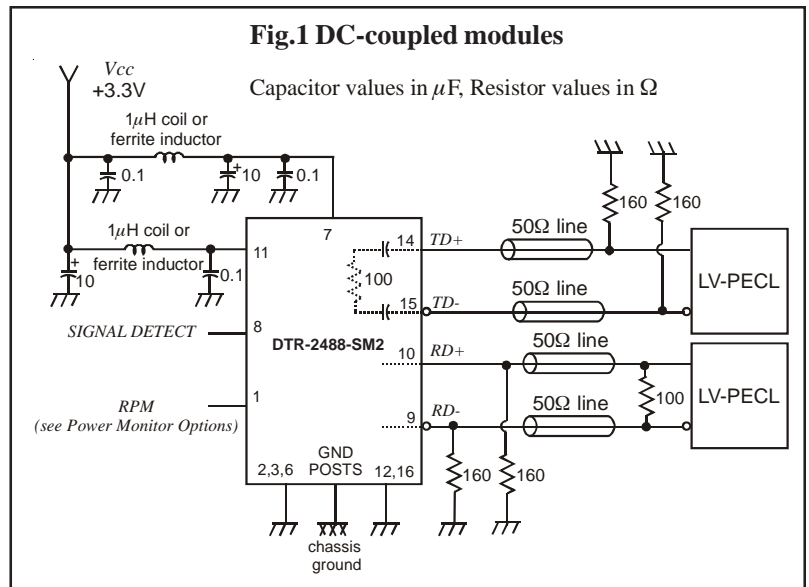 Fig.1 DC-coupled modules
Capacitor values in µF, Resistor values in Ω
Vcc
+3.3V
1µH coil or
ferrite inductor
0.1
+
10
0.1
160
160
1µH coil or
ferrite inductor
+
10
0.1
7
11
14
TD+
50Ω line
100
LV-PECL
15
TD-
50Ω line
SIGNAL DETECT
8
DTR-2488-SM2
10
RD+
50Ω line
100
LV-PECL
RPM
1
(see Power Monitor Options)
9
RD-
50Ω line
GND
2,3,6
POSTS
12,16
160
160
chassis
ground